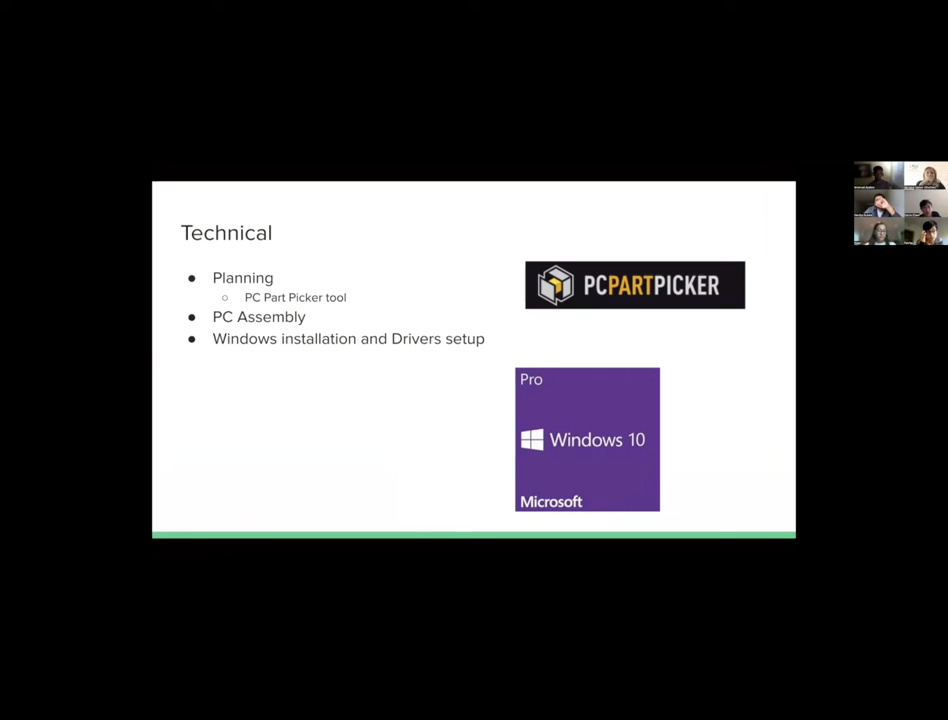 Technical
● Planning
○ PC Part Picker tool
● PC Assembly
● Windows installation and Drivers setup
PCPARTPICKER
Pro
Windows 10
Microsoft